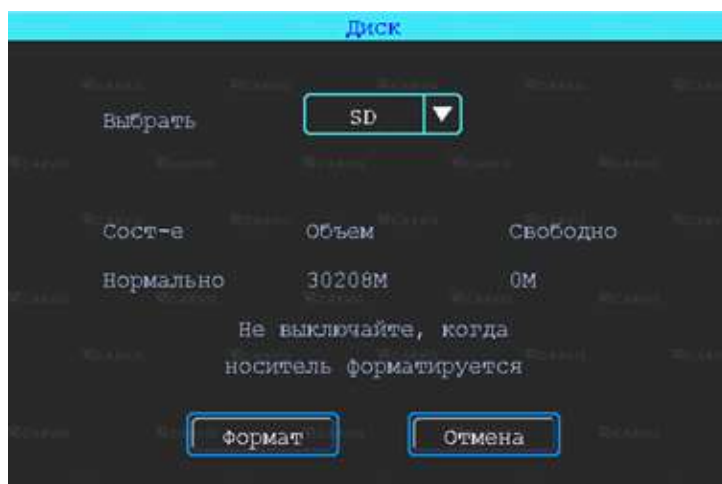 Диск
Выбрать SD
Сост-е Объем Свободно
Нормально 30208M 0M
Не выключайте, когда
носитель форматируется
Формат Отмена